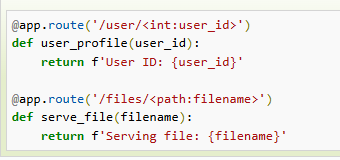 @app.route('/user/<int:user_id>')
def user_profile(user_id):
    return f'User ID: {user_id}'

@app.route('/files/<path:filename>')
def serve_file(filename):
    return f'Serving file: {filename}'